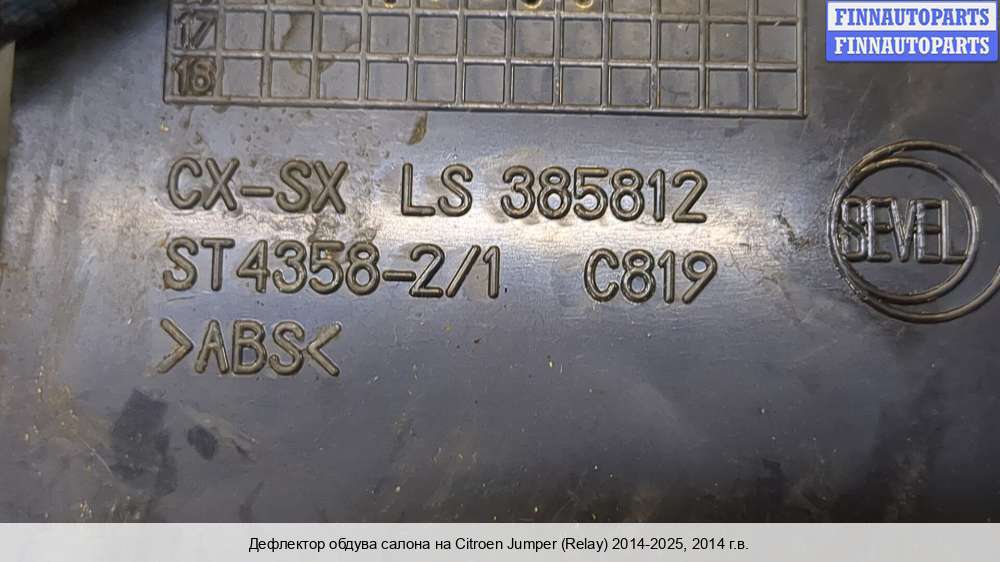 FINNAUTOPARTS
FINNAUTOPARTS
17
16
CX-SX LS 385812
ST4358-2/1 C819
SEVEL
>ABS<
Дефлектор обдува салона на Citroen Jumper (Relay) 2014-2025, 2014 г.в.